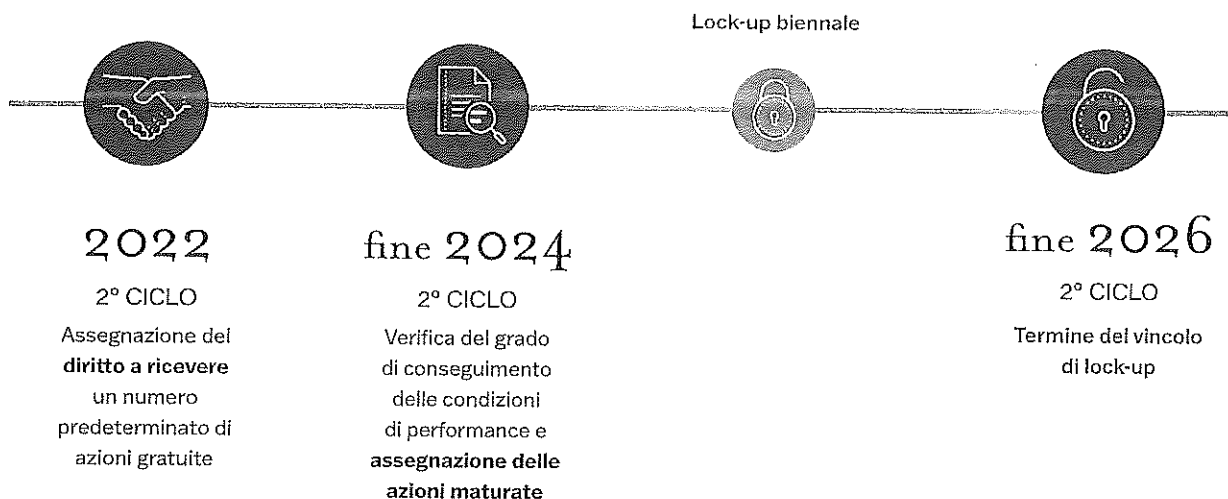 Lock-up biennale
2022
2° CICLO
Assegnazione del
diritto a ricevere
un numero
predeterminato di
azioni gratuite
fine 2024
2° CICLO
Verifica del grado
di conseguimento
delle condizioni
di performance e
assegnazione delle
azioni maturate
fine 2026
2° CICLO
Termine del vincolo
di lock-up